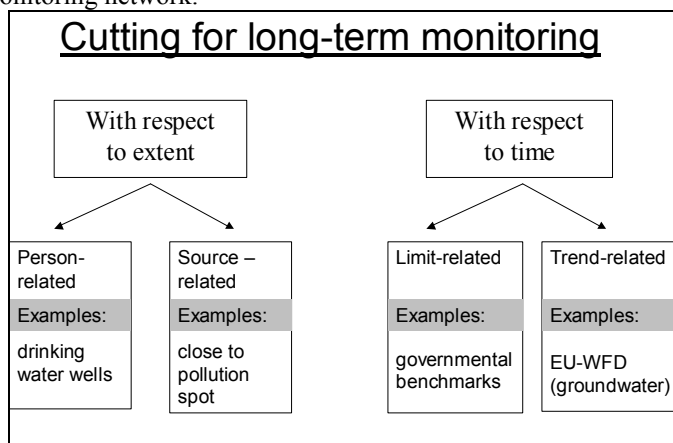 onitoring network.
Cutting for long-term monitoring
With respect
to extent
With respect
to time
Person-
related
Examples:
drinking
water wells
Source –
related
Examples:
close to
pollution
spot
Limit-related
Examples:
governmental
benchmarks
Trend-related
Examples:
EU-WFD
(groundwater)